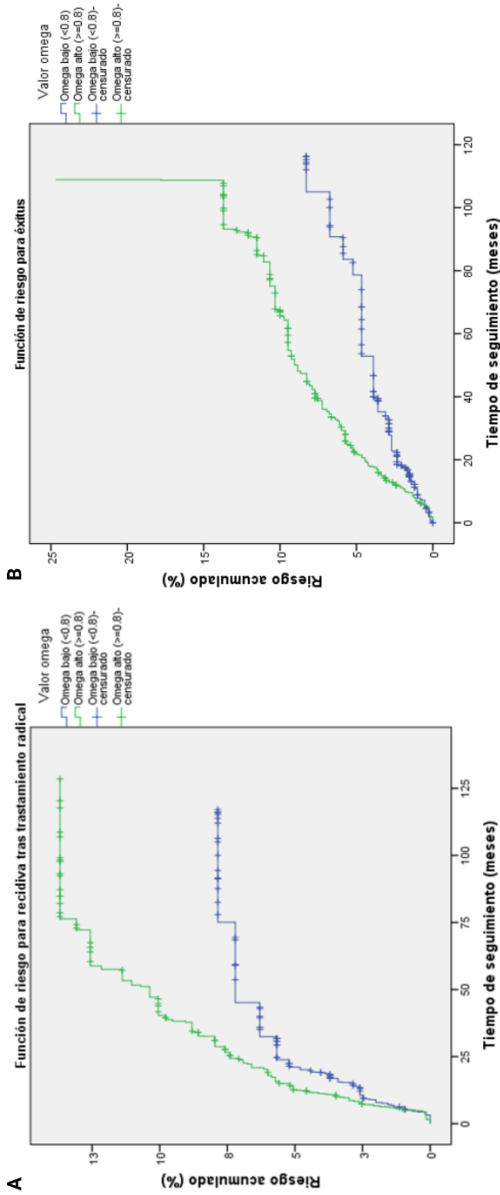 A
Función de riesgo para recidiva tras trastamiento radical
Valor omega
Omega bajo (<0.8)
Omega alto (>=0.8)
Omega bajo (<0.8)-
censurado
Omega alto (>=0.8)-
censurado
Riesgo acumulado (%)
13
10
8
5
3
0
0
25
50
75
100
125
Tiempo de seguimiento (meses)
B
Función de riesgo para éxitus
Valor omega
Omega bajo (<0.8)
Omega alto (>=0.8)
Omega bajo (<0.8)-
censurado
Omega alto (>=0.8)-
censurado
Riesgo acumulado (%)
25
20
15
10
5
0
0
20
40
60
80
100
120
Tiempo de seguimiento (meses)